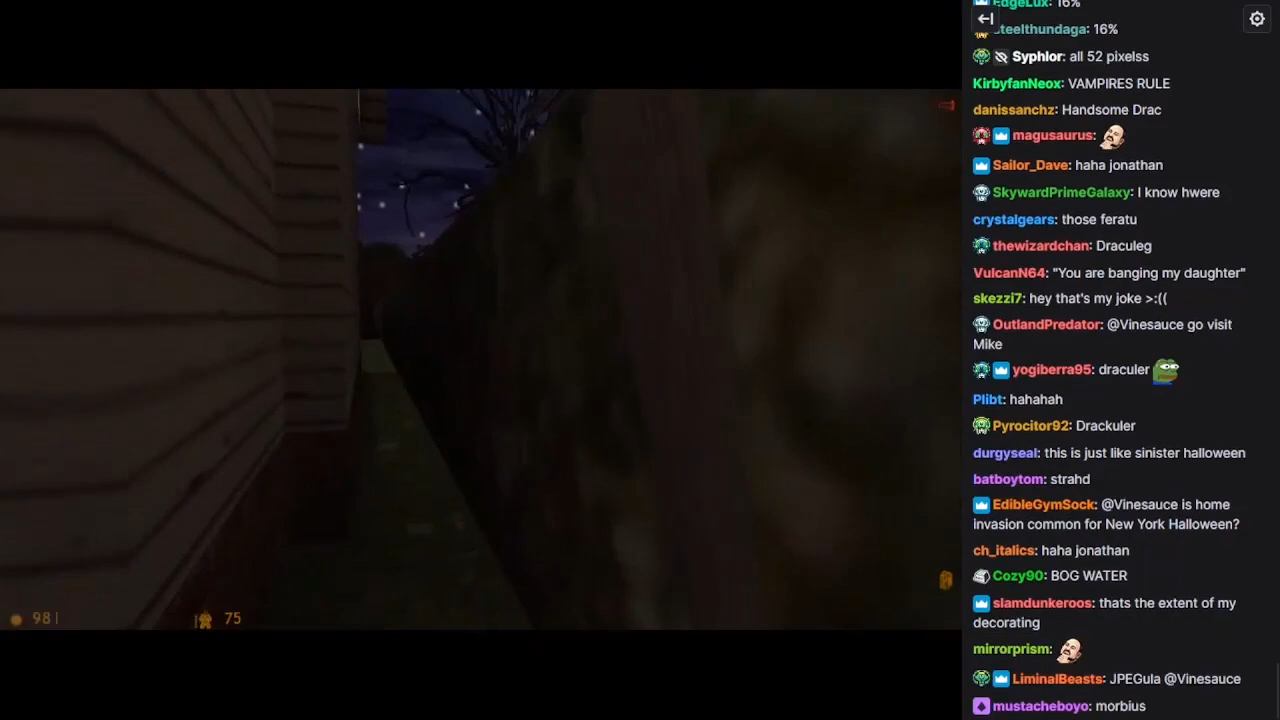 EdgeLux: 16%
steelthundaga: 16%
Syphlor: all 52 pixelss
KirbyfanNeox: VAMPIRES RULE
danissanchz: Handsome Drac
magusaurus:
Sailor_Dave: haha jonathan
SkywardPrimeGalaxy: I know hwere
crystalgears: those feratu
thewizardchan: Draculeg
VulcanN64: "You are banging my daughter"
skezzi7: hey that's my joke >:((
OutlandPredator: @Vinesauce go visit
Mike
yogiberra95: draculer
Plibt: hahahah
Pyrocitor92: Drackuler
durgyseal: this is just like sinister halloween
batboytom: strahd
EdibleGymSock: @Vinesauce is home
invasion common for New York Halloween?
ch_italics: haha jonathan
Cozy90: BOG WATER
slamdunkeroos: thats the extent of my
decorating
mirrorprism:
LiminalBeasts: JPEGula @Vinesauce
mustacheboyo: morbius
98 75